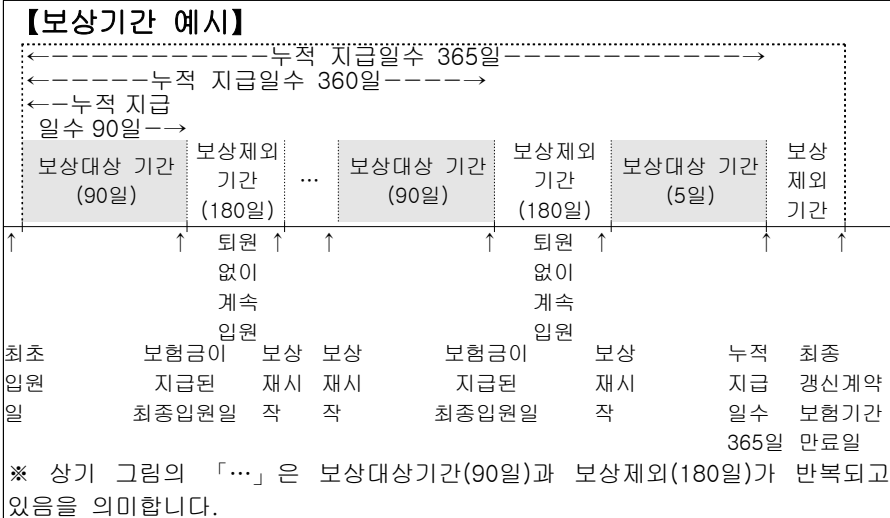 【보상기간 예시】
←－－－－－－－－－－－누적 지급일수 365일－－－－－－－－－－－－→
←－－－－－－누적 지급일수 360일－－－－→
←－누적 지급
일수 90일－→
보상대상 기간
(90일)
보상제외
기간
(180일)
…
보상대상 기간
(90일)
보상제외
기간
(180일)
보상대상 기간
(5일)
보상
제외
기간
↑ ↑ 퇴원 ↑ ↑ ↑ 퇴원 ↑ ↑ ↑
없이 없이
계속 계속
입원 입원
최초 보험금이 보상 보상 보험금이 보상 누적 최종
입원 지급된 재시 재시 지급된 재시 지급 갱신계약
일 최종입원일 작 작 최종입원일 작 일수 보험기간
365일 만료일
※ 상기 그림의 「…」은 보상대상기간(90일)과 보상제외(180일)가 반복되고
있음을 의미합니다.